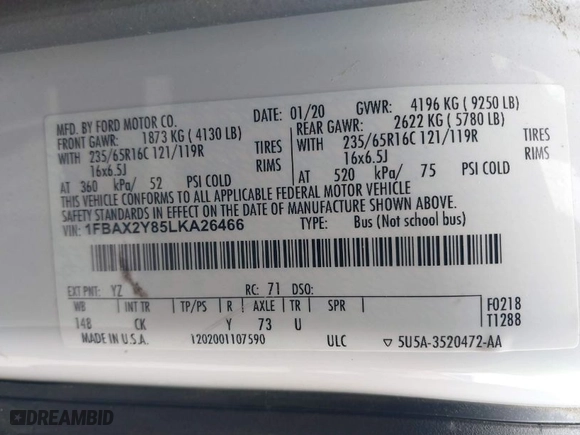 MFD. BY FORD MOTOR CO.
DATE: 01/20 GVWR: 4196 KG ( 9250 LB)
FRONT GAWR: 1873 KG ( 4130 LB)
REAR GAWR: 2622 KG ( 5780 LB)
WITH 235/65R16C 121/119R TIRES
WITH 235/65R16C 121/119R TIRES
16x6.5J RIMS
16x6.5J RIMS
AT 360 kPa/ 52 PSI COLD
AT 520 kPa/ 75 PSI COLD
THIS VEHICLE CONFORMS TO ALL APPLICABLE FEDERAL MOTOR VEHICLE
SAFETY STANDARDS IN EFFECT ON THE DATE OF MANUFACTURE SHOWN ABOVE.
VIN: 1FBAX2Y85LKA26466
TYPE: Bus (Not school bus)
EXT PNT: YZ RC: 71 DSO:
WB INT TR TP/PS R AXLE TR SPR
F0218
148 CK Y 73 U
T1288
MADE IN U.S.A. 1202001107590 ULC ▽ 5U5A-3520472-AA
DREAMBID